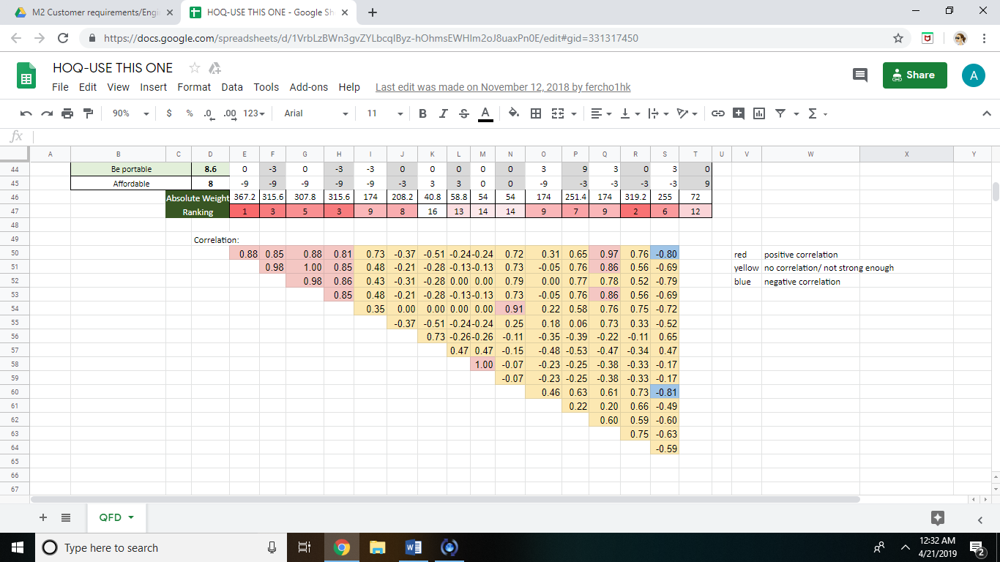 M2 Customer requirements/Engi
HOQ-USE THIS ONE - Google Sh
https://docs.google.com/spreadsheets/d/1VrbLzBWn3gvZYLbcqIByz-hOhmsEWHIm2oJ8uaxPn0E/edit#gid=331317450
HOQ-USE THIS ONE
File Edit View Insert Format Data Tools Add-ons Help Last edit was made on November 12, 2018 by fercho1hk
Share
A
90% $ % .0 .00 123 Arial 11 B I S A
fx
A B C D E F G H I J K L M N O P Q R S T U V W X Y
44 Be portable 8.6 0 -3 0 -3 -3 0 0 0 0 0 3 9 3 0 3 0
45 Affordable 8 -9 -9 -9 -9 -9 -3 3 3 0 0 -9 -3 -3 -3 -3 9
46 Absolute Weight 367.2 315.6 307.8 315.6 174 208.2 40.8 58.8 54 54 174 251.4 174 319.2 255 72
47 Ranking 1 3 5 3 9 8 16 13 14 14 9 7 9 2 6 12
48
49 Correlation:
50 0.88 0.85 0.88 0.81 0.73 -0.37 -0.51 -0.24 -0.24 0.72 0.31 0.65 0.97 0.76 -0.80 red positive correlation
51 0.98 1.00 0.85 0.48 -0.21 -0.28 -0.13 -0.13 0.73 -0.05 0.76 0.86 0.56 -0.69 yellow no correlation/ not strong enough
52 0.98 0.86 0.43 -0.31 -0.28 0.00 0.00 0.79 0.00 0.77 0.78 0.52 -0.79 blue negative correlation
53 0.85 0.48 -0.21 -0.28 -0.13 -0.13 0.73 -0.05 0.76 0.86 0.56 -0.69
54 0.35 0.00 0.00 0.00 0.00 0.91 0.22 0.58 0.76 0.75 -0.72
55 -0.37 -0.51 -0.24 -0.24 0.25 0.18 0.06 0.73 0.33 -0.52
56 0.73 -0.26 -0.26 -0.11 -0.35 -0.39 -0.22 -0.11 0.65
57 0.47 0.47 -0.15 -0.48 -0.53 -0.47 -0.34 0.47
58 1.00 -0.07 -0.23 -0.25 -0.38 -0.33 -0.17
59 -0.07 -0.23 -0.25 -0.38 -0.33 -0.17
60 0.46 0.63 0.61 0.73 -0.81
61 0.22 0.20 0.66 -0.49
62 0.60 0.59 -0.60
63 0.75 -0.63
64 -0.59
65
66
67
QFD
Type here to search
12:32 AM
4/21/2019
2